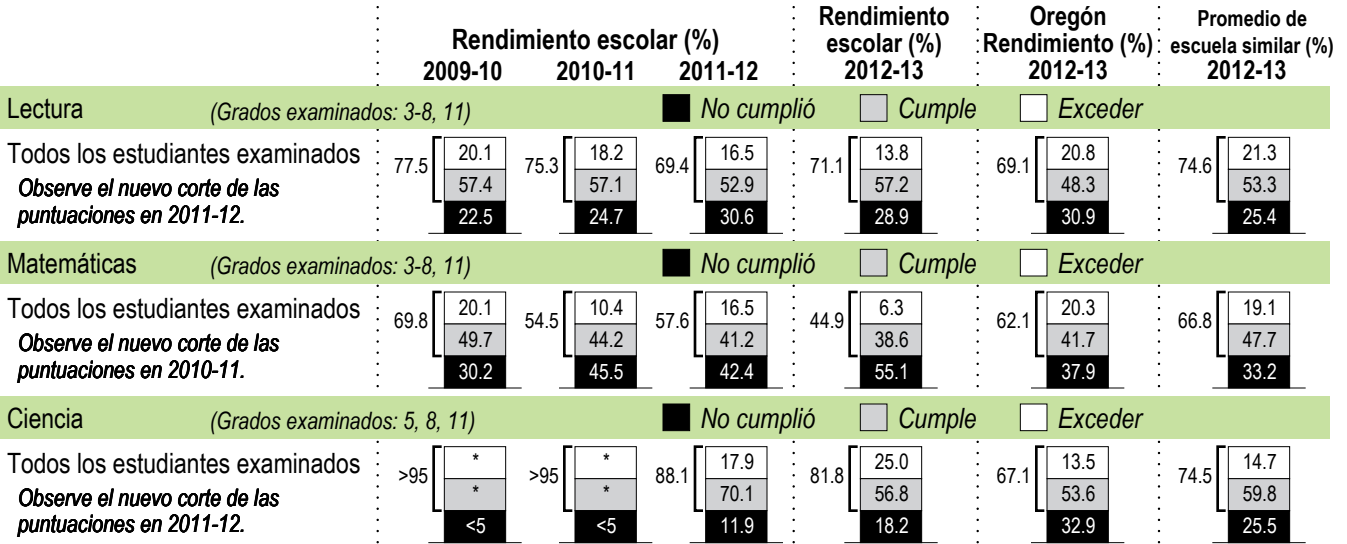 Rendimiento escolar (%)
2009-10 2010-11 2011-12
Rendimiento
escolar (%)
2012-13
Oregón
Rendimiento (%)
2012-13
Promedio de
escuela similar (%)
2012-13
Lectura (Grados examinados: 3-8, 11) No cumplió Cumple Exceder
Todos los estudiantes examinados
Observe el nuevo corte de las
puntuaciones en 2011-12.
77.5 20.1 57.4 22.5
75.3 18.2 57.1 24.7
69.4 16.5 52.9 30.6
71.1 13.8 57.2 28.9
69.1 20.8 48.3 30.9
74.6 21.3 53.3 25.4
Matemáticas (Grados examinados: 3-8, 11) No cumplió Cumple Exceder
Todos los estudiantes examinados
Observe el nuevo corte de las
puntuaciones en 2010-11.
69.8 20.1 49.7 30.2
54.5 10.4 44.2 45.5
57.6 16.5 41.2 42.4
44.9 6.3 38.6 55.1
62.1 20.3 41.7 37.9
66.8 19.1 47.7 33.2
Ciencia (Grados examinados: 5, 8, 11) No cumplió Cumple Exceder
Todos los estudiantes examinados
Observe el nuevo corte de las
puntuaciones en 2011-12.
>95 * * <5
>95 * * <5
88.1 17.9 70.1 11.9
81.8 25.0 56.8 18.2
67.1 13.5 53.6 32.9
74.5 14.7 59.8 25.5